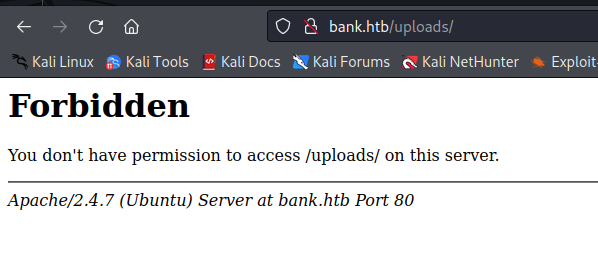 bank.htb/uploads/
Kali Linux Kali Tools Kali Docs Kali Forums Kali NetHunter Exploit-
Forbidden
You don't have permission to access /uploads/ on this server.
Apache/2.4.7 (Ubuntu) Server at bank.htb Port 80